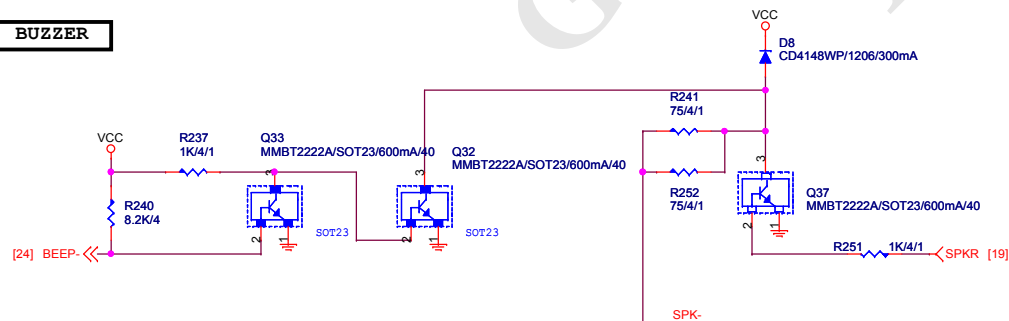 BUZZER
VCC
D8
CD4148WP/1206/300mA
R241
75/4/1
VCC
R237
1K/4/1
Q33
MMBT2222A/SOT23/600mA/40
Q32
MMBT2222A/SOT23/600mA/40
3
3
3
R240
8.2K/4
R252
75/4/1
Q37
MMBT2222A/SOT23/600mA/40
SOT23
SOT23
2
1
2
1
2
1
[24] BEEP-
R251
1K/4/1
SPKR [19]
SPK-